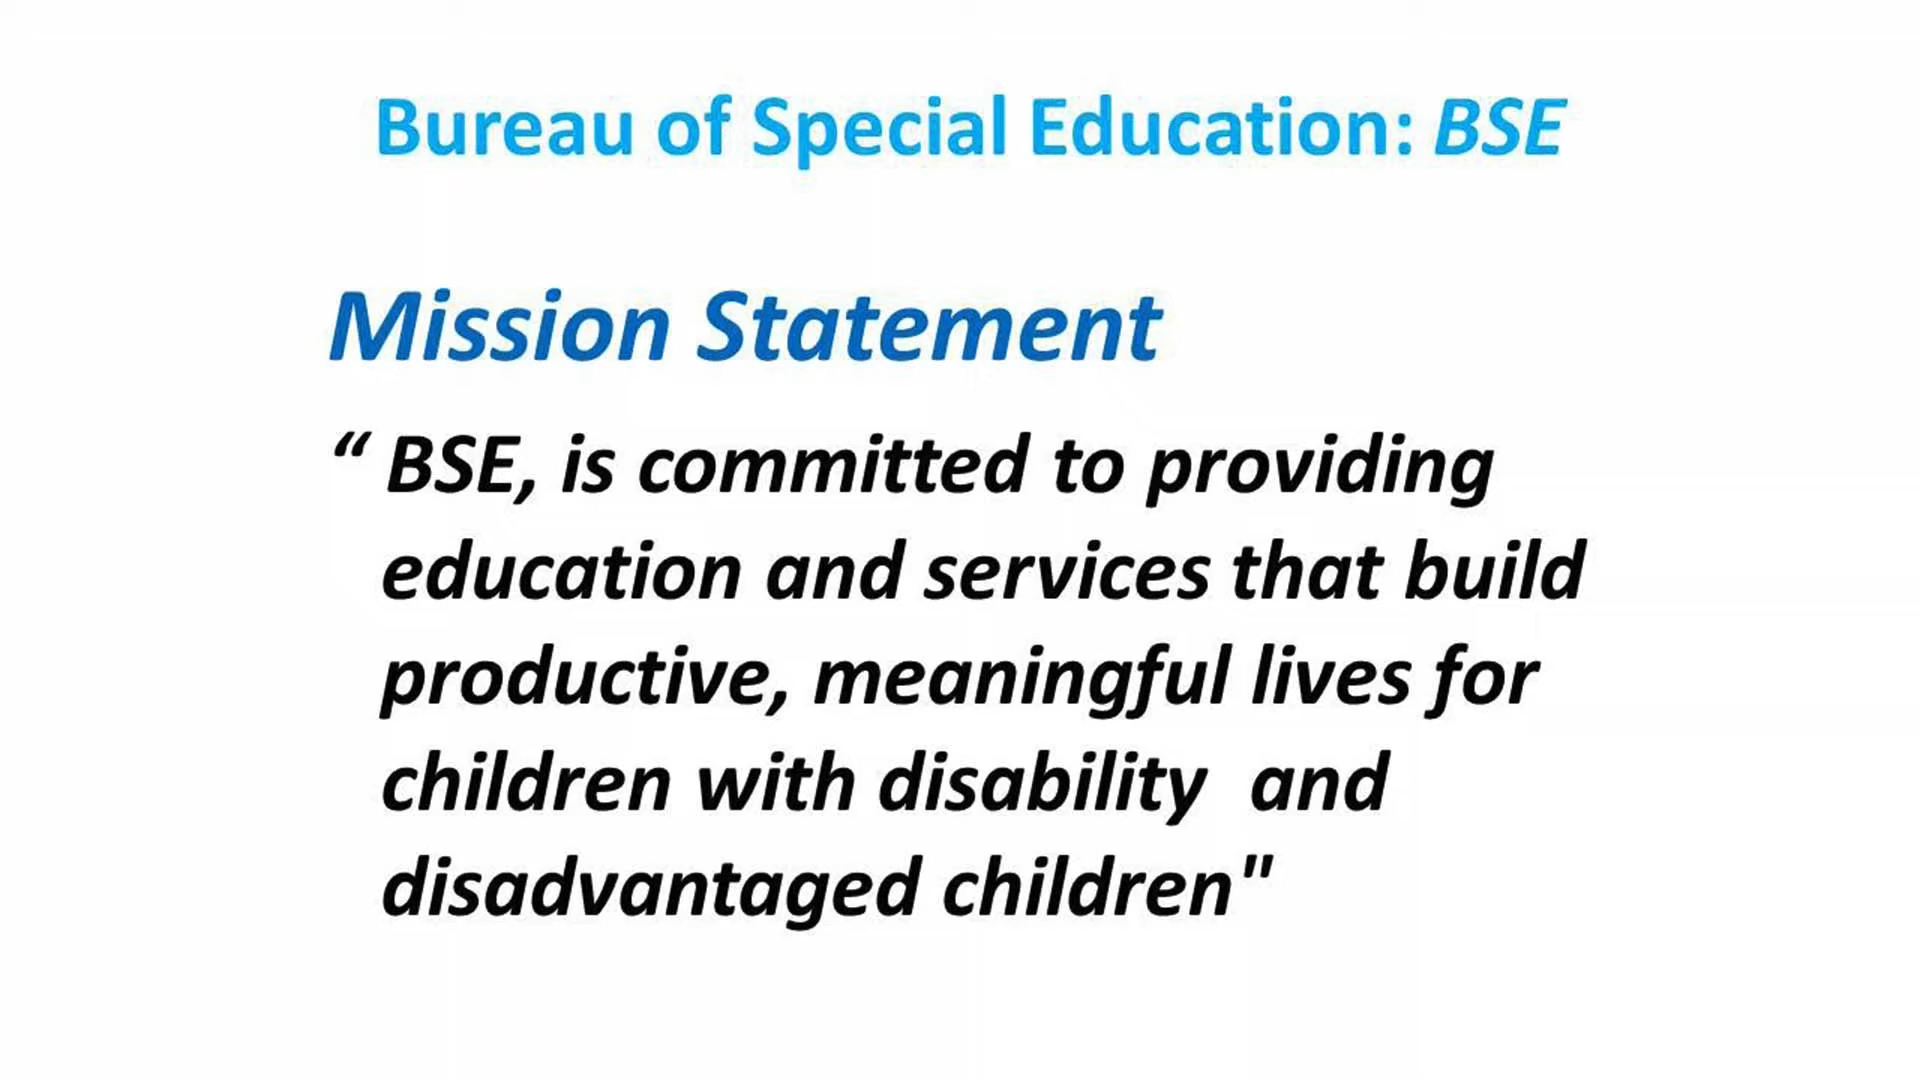 Bureau of Special Education: BSE
Mission Statement
“ BSE, is committed to providing
education and services that build
productive, meaningful lives for
children with disability  and
disadvantaged children"